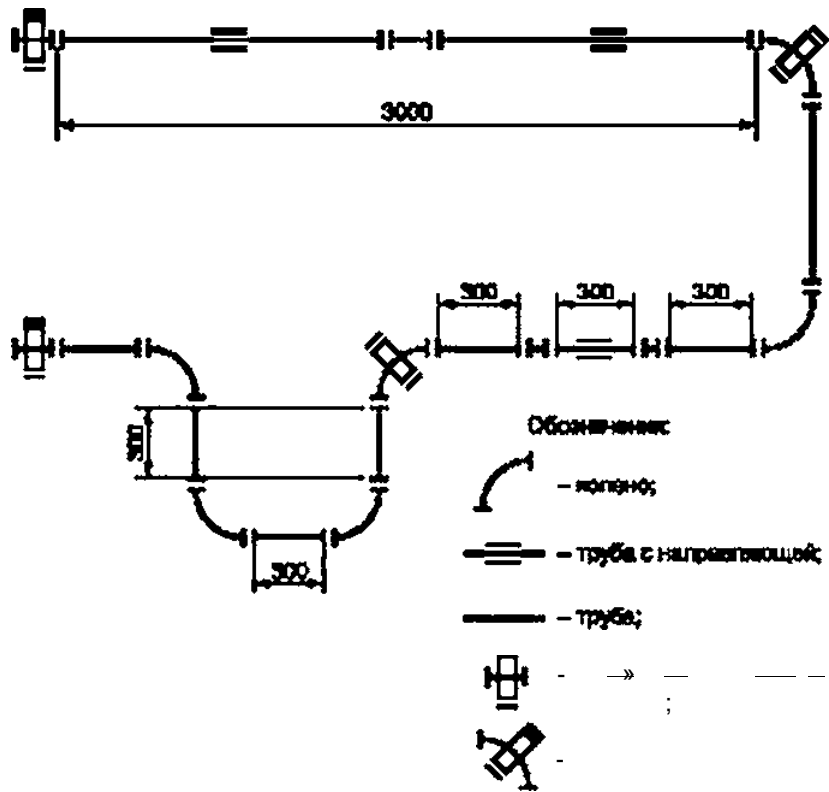 3000
300
300
300
300
300
Обозначения:
– колено;
– труба с направляющей;
– труба;
- —» — — —
;
-